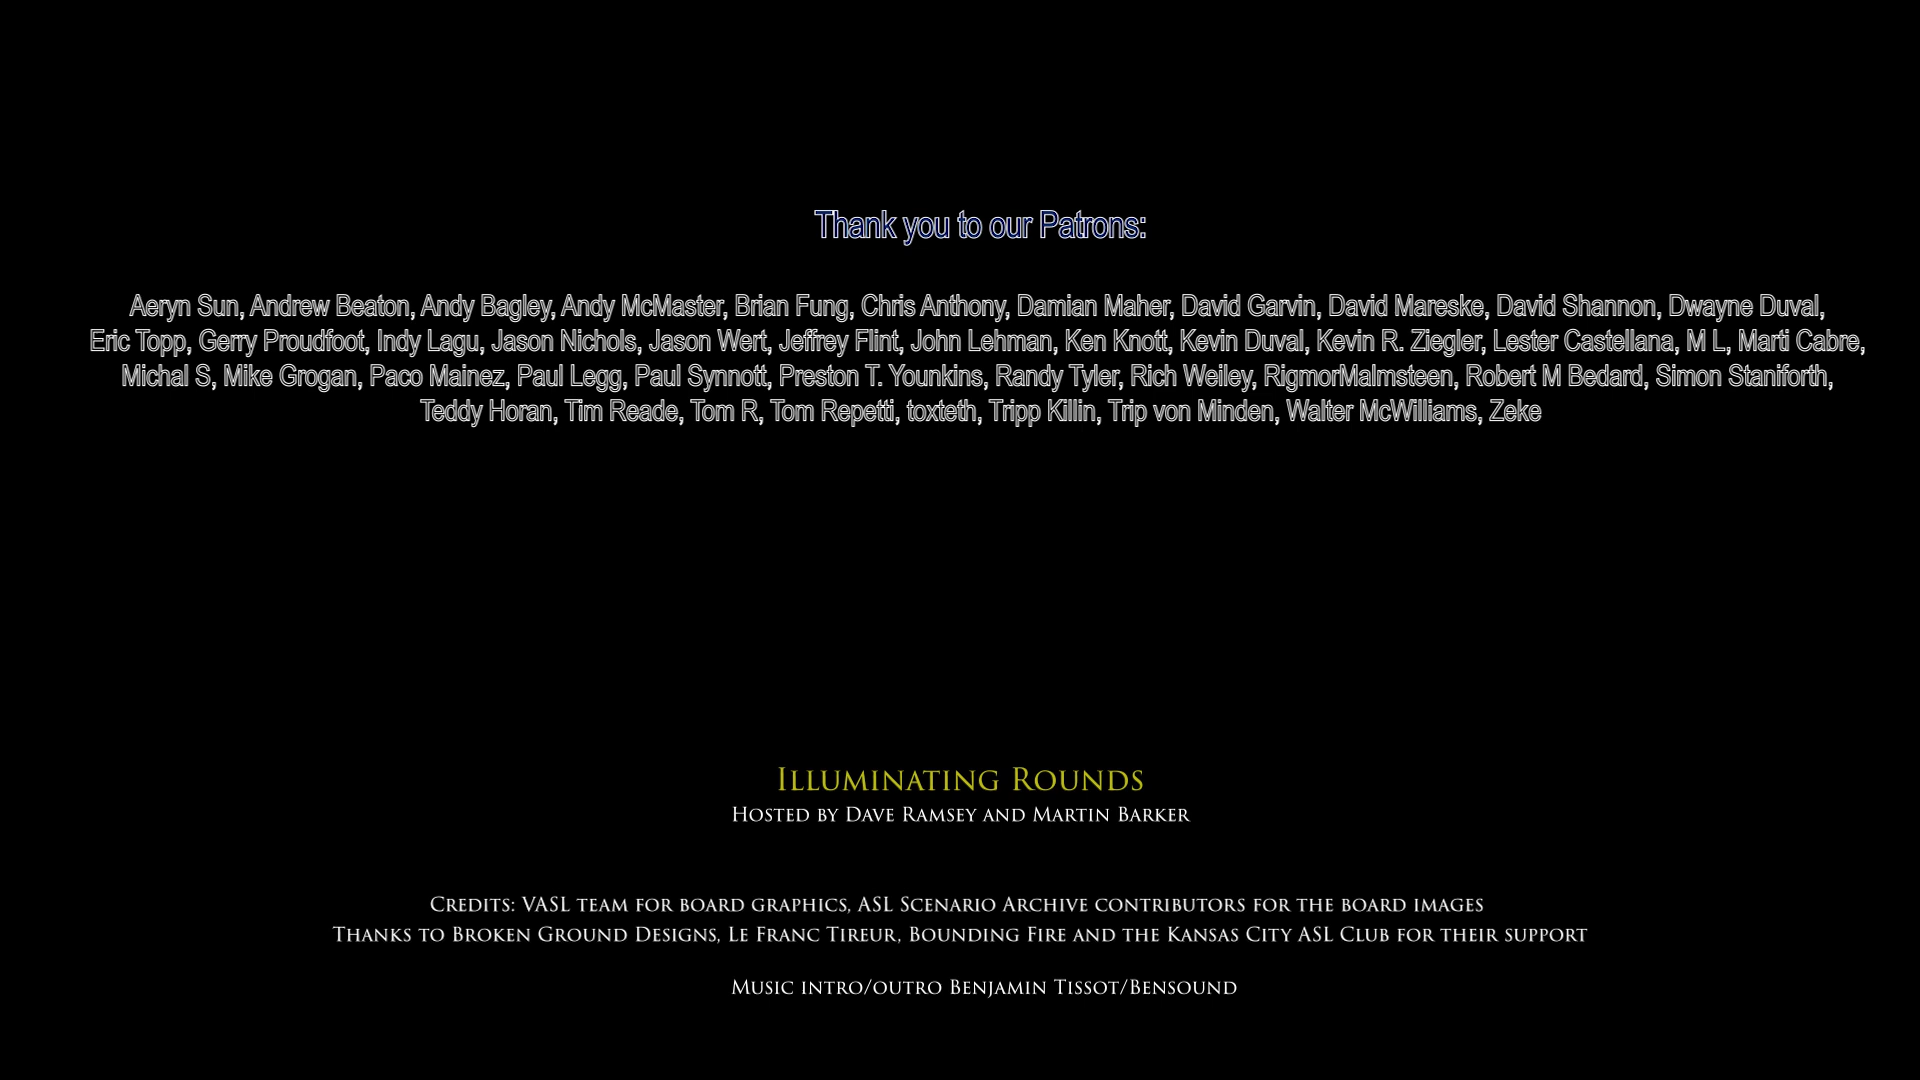 Thank you to our Patrons:
Aeryn Sun, Andrew Beaton, Andy Bagley, Andy McMaster, Brian Fung, Chris Anthony, Damian Maher, David Garvin, David Mareske, David Shannon, Dwayne Duval,
Eric Topp, Gerry Proudfoot, Indy Lagu, Jason Nichols, Jason Wert, Jeffrey Flint, John Lehman, Ken Knott, Kevin Duval, Kevin R. Ziegler, Lester Castellana, M L, Marti Cabre,
Michal S, Mike Grogan, Paco Mainez, Paul Legg, Paul Synnott, Preston T. Younkins, Randy Tyler, Rich Weiley, RigmorMalmsteen, Robert M Bedard, Simon Staniforth,
Teddy Horan, Tim Reade, Tom R, Tom Repetti, toxteth, Tripp Killin, Trip von Minden, Walter McWilliams, Zeke
Illuminating Rounds
Hosted by Dave Ramsey and Martin Barker
Credits: VASL team for board graphics, ASL Scenario Archive contributors for the board images
Thanks to Broken Ground Designs, Le Franc Tireur, Bounding Fire and the Kansas City ASL Club for their support
Music intro/outro Benjamin Tissot/Bensound